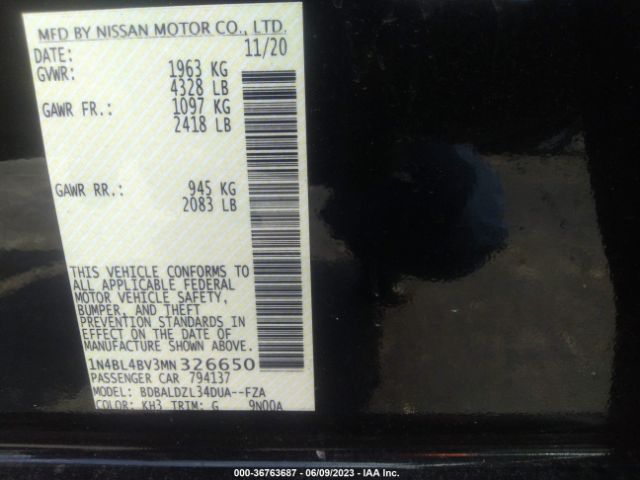 MFD BY NISSAN MOTOR CO., LTD.
DATE: 11/20
GVWR: 1963 KG
4328 LB
GAWR FR.: 1097 KG
2418 LB
GAWR RR.: 945 KG
2083 LB
THIS VEHICLE CONFORMS TO
ALL APPLICABLE FEDERAL
MOTOR VEHICLE SAFETY,
BUMPER, AND THEFT
PREVENTION STANDARDS IN
EFFECT ON THE DATE OF
MANUFACTURE SHOWN ABOVE.
1N4BL4BV3MN326650
PASSENGER CAR 794137
MODEL: BDBALDZL34DUA--FZA
COLOR: KH3 TRIM: G 9N00A
000-36763687 - 06/09/2023 - IAA Inc.